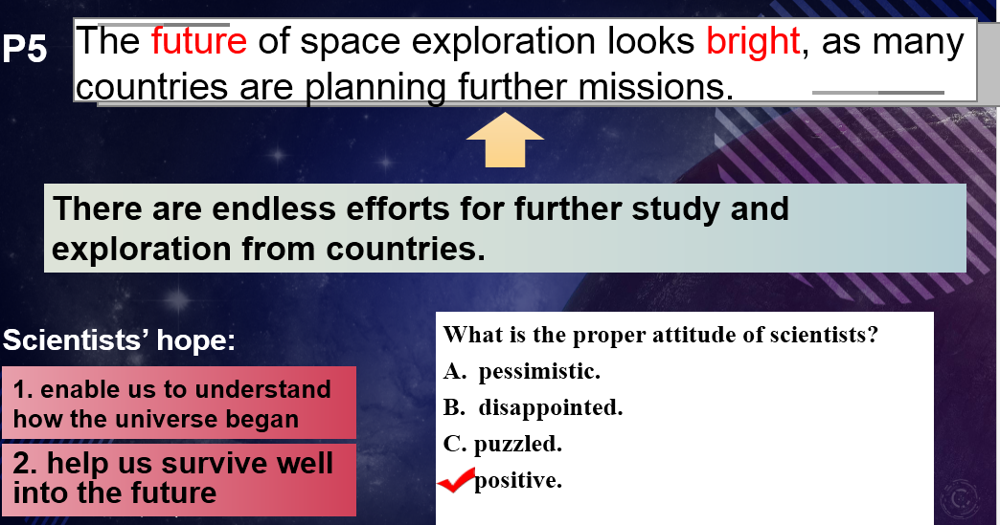 P5
The future of space exploration looks bright, as many
countries are planning further missions.
There are endless efforts for further study and
exploration from countries.
Scientists’ hope:
1. enable us to understand
how the universe began
2. help us survive well
into the future
What is the proper attitude of scientists?
A. pessimistic.
B. disappointed.
C. puzzled.
positive.